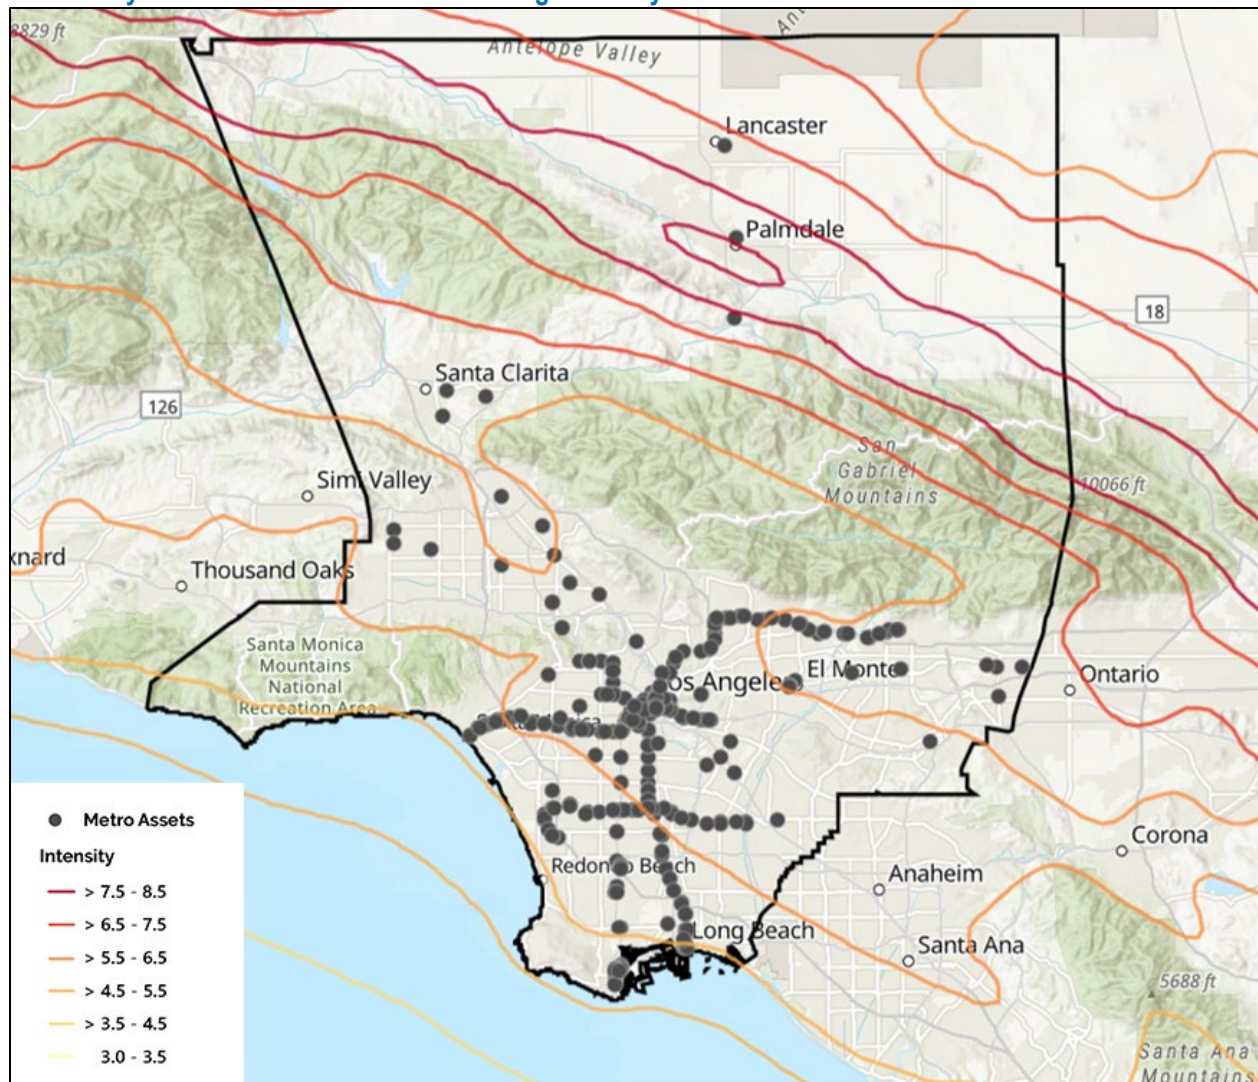 8829 ft
Antelope Valley
Ant
Lancaster
Palmdale
18
Santa Clarita
126
San
Gabriel
Mountains
10066 ft
Simi Valley
xnard
Thousand Oaks
Santa Monica
Mountains
National
Recreation Area
os Angele
El Monte
Ontario
Corona
Redondo Beach
Anaheim
Long Beach
Santa Ana
5688 ft
Santa Ana
Mountains
Metro Assets
Intensity
> 7.5 - 8.5
> 6.5 - 7.5
> 5.5 - 6.5
> 4.5 - 5.5
> 3.5 - 4.5
3.0 - 3.5